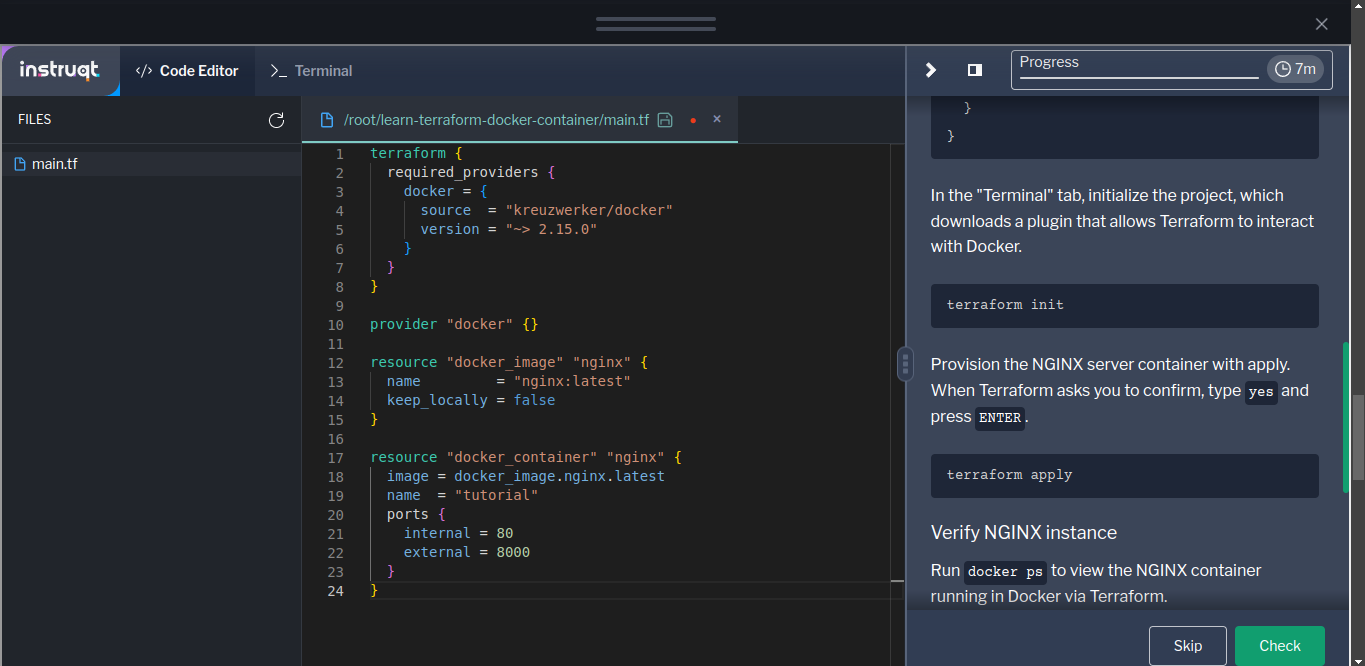 instruqt
</> Code Editor
>_ Terminal
Progress
7m
FILES
/root/learn-terraform-docker-container/main.tf
main.tf
1 terraform {
2 required_providers {
3 docker = {
4 source  = "kreuzwerker/docker"
5 version = "~> 2.15.0"
6 }
7 }
8 }
9
10 provider "docker" {}
11
12 resource "docker_image" "nginx" {
13 name         = "nginx:latest"
14 keep_locally = false
15 }
16
17 resource "docker_container" "nginx" {
18 image = docker_image.nginx.latest
19 name  = "tutorial"
20 ports {
21 internal = 80
22 external = 8000
23 }
24 }
}
}
In the "Terminal" tab, initialize the project, which
downloads a plugin that allows Terraform to interact
with Docker.
terraform init
Provision the NGINX server container with apply.
When Terraform asks you to confirm, type yes and
press ENTER.
terraform apply
Verify NGINX instance
Run docker ps to view the NGINX container
running in Docker via Terraform.
Skip
Check